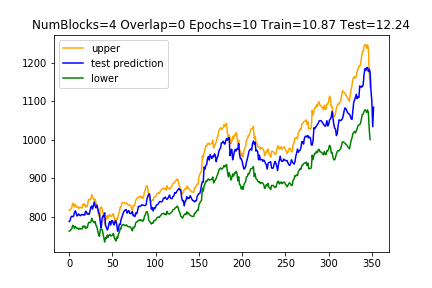 NumBlocks=4 Overlap=0 Epochs=10 Train=10.87 Test=12.24
upper
test prediction
lower
1200
1100
1000
900
800
0 50 100 150 200 250 300 350